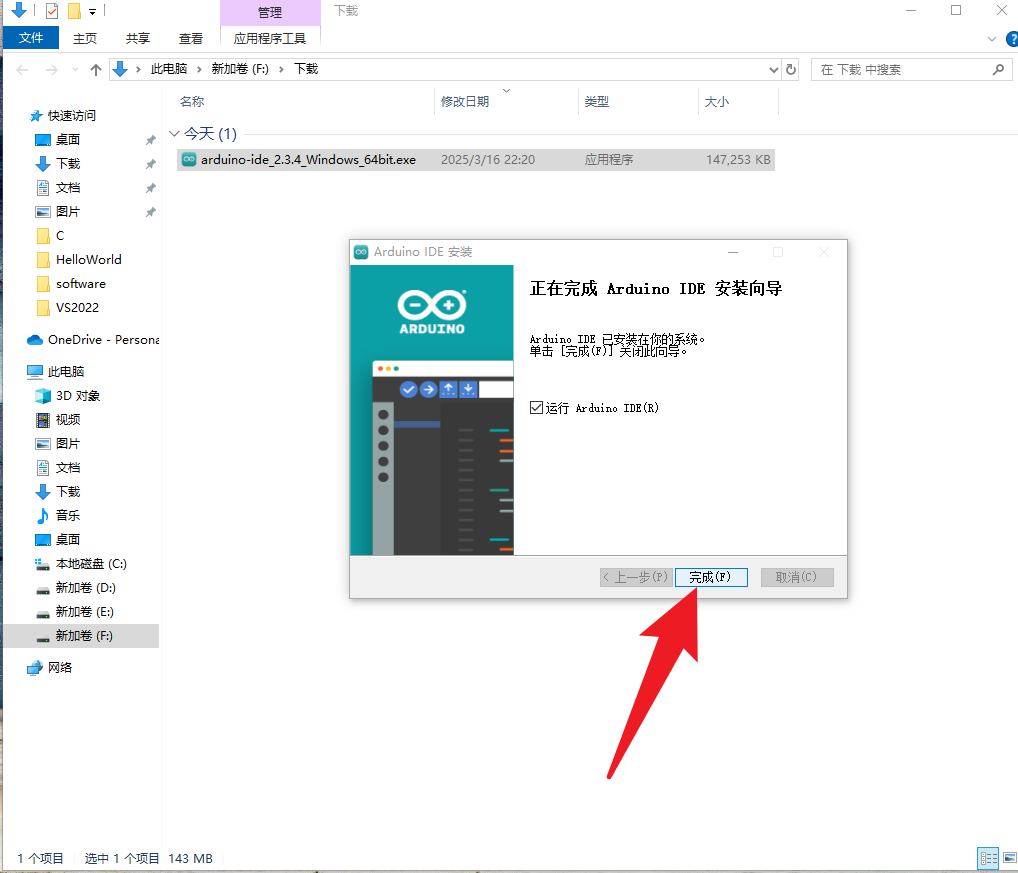 管理
下载
文件
主页
共享
查看
应用程序工具
此电脑 › 新加卷 (F:) › 下载
在 下载 中搜索
快速访问
桌面
下载
文档
图片
C
HelloWorld
software
VS2022
OneDrive - Persona
此电脑
3D 对象
视频
图片
文档
下载
音乐
桌面
本地磁盘 (C:)
新加卷 (D:)
新加卷 (E:)
新加卷 (F:)
网络
名称
修改日期
类型
大小
今天 (1)
arduino-ide_2.3.4_Windows_64bit.exe
2025/3/16 22:20
应用程序
147,253 KB
Arduino IDE 安装
ARDUINO
正在完成 Arduino IDE 安装向导
Arduino IDE 已安装在你的系统。
单击 [完成(F)] 关闭此向导。
运行 Arduino IDE(R)
< 上一步(P)
完成(F)
取消(C)
1 个项目
选中 1 个项目 143 MB